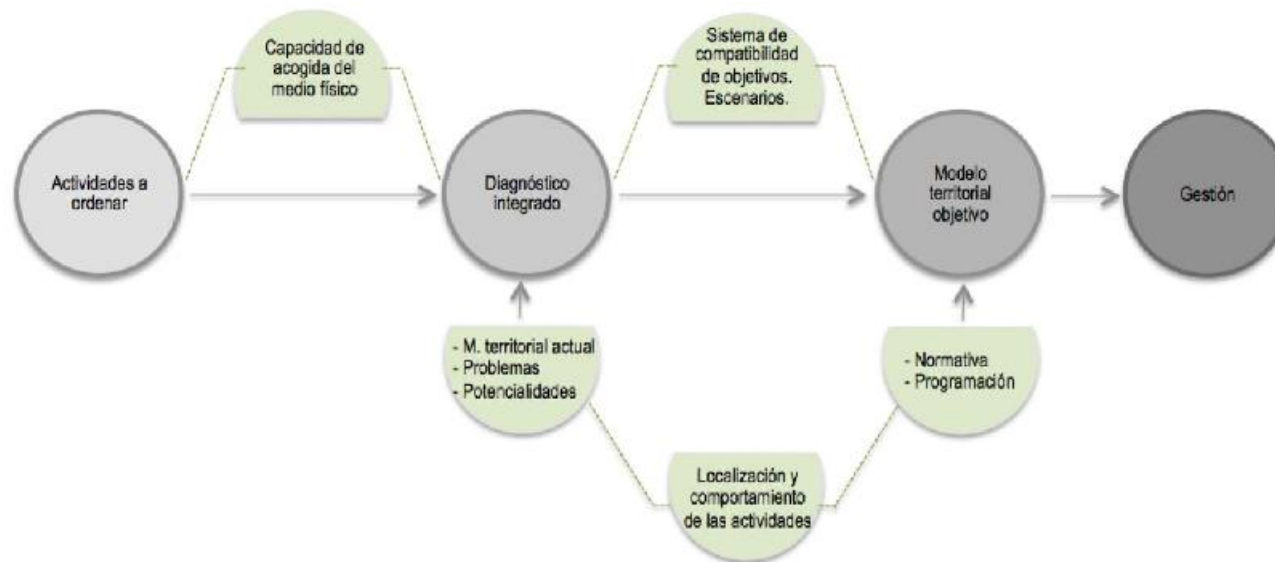 Capacidad de
acogida del
medio físico
Sistema de
compatibilidad
de objetivos.
Escenarios.
Actividades a
ordenar
Diagnóstico
integrado
Modelo
territorial
objetivo
Gestión
- M. territorial actual
- Problemas
- Potencialidades
- Normativa
- Programación
Localización y
comportamiento
de las actividades